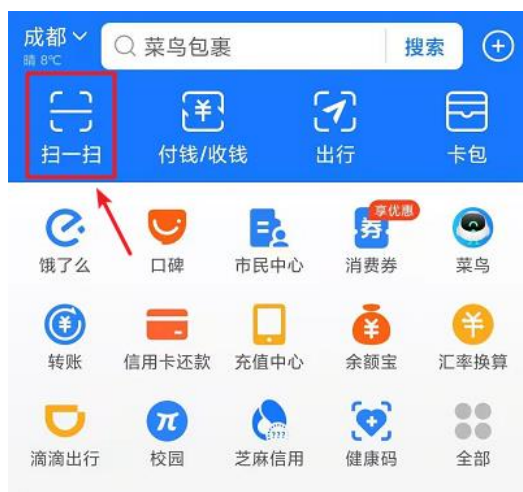 成都
晴 8°C
菜鸟包裹
搜索
扫一扫
付钱/收钱
出行
卡包
享优惠
券
饿了么
口碑
市民中心
消费券
菜鸟
转账
信用卡还款
充值中心
余额宝
汇率换算
???
滴滴出行
校园
芝麻信用
健康码
全部